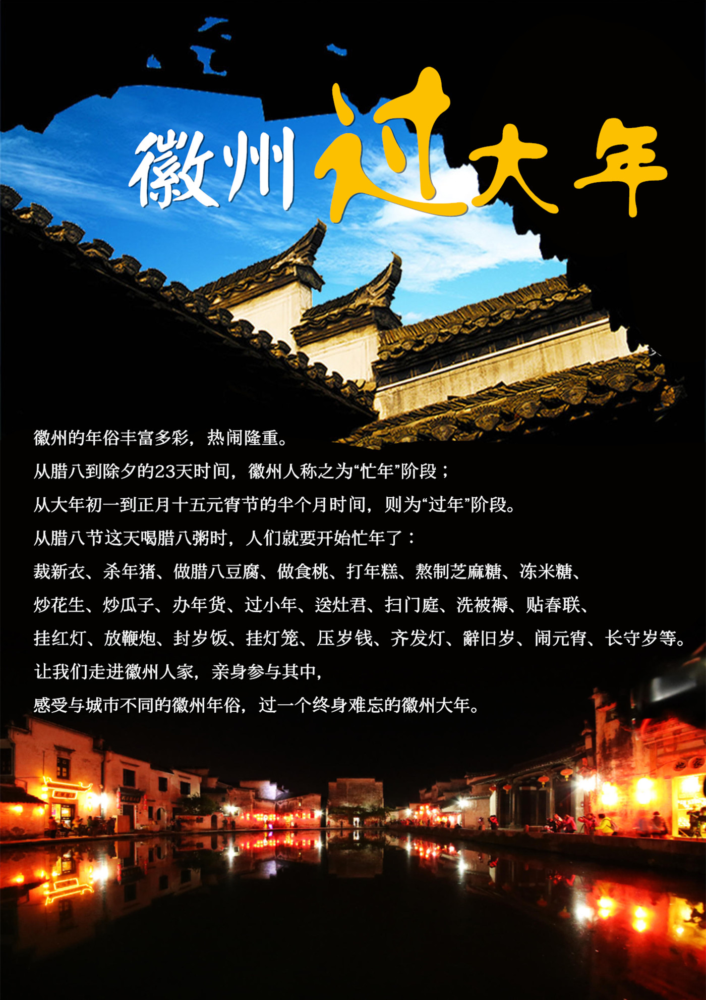 徽州过大年
徽州的年俗丰富多彩，热闹隆重。
从腊八到除夕的23天时间，徽州人称之为“忙年”阶段；
从大年初一到正月十五元宵节的半个月时间，则为“过年”阶段。
从腊八节这天喝腊八粥时，人们就要开始忙年了：
裁新衣、杀年猪、做腊八豆腐、做食桃、打年糕、熬制芝麻糖、冻米糖、
炒花生、炒瓜子、办年货、过小年、送灶君、扫门庭、洗被褥、贴春联、
挂红灯、放鞭炮、封岁饭、挂灯笼、压岁钱、齐发灯、辭旧岁、闹元宵、长守岁等。
让我们走进徽州人家，亲身参与其中，
感受与城市不同的徽州年俗，过一个终身难忘的徽州大年。